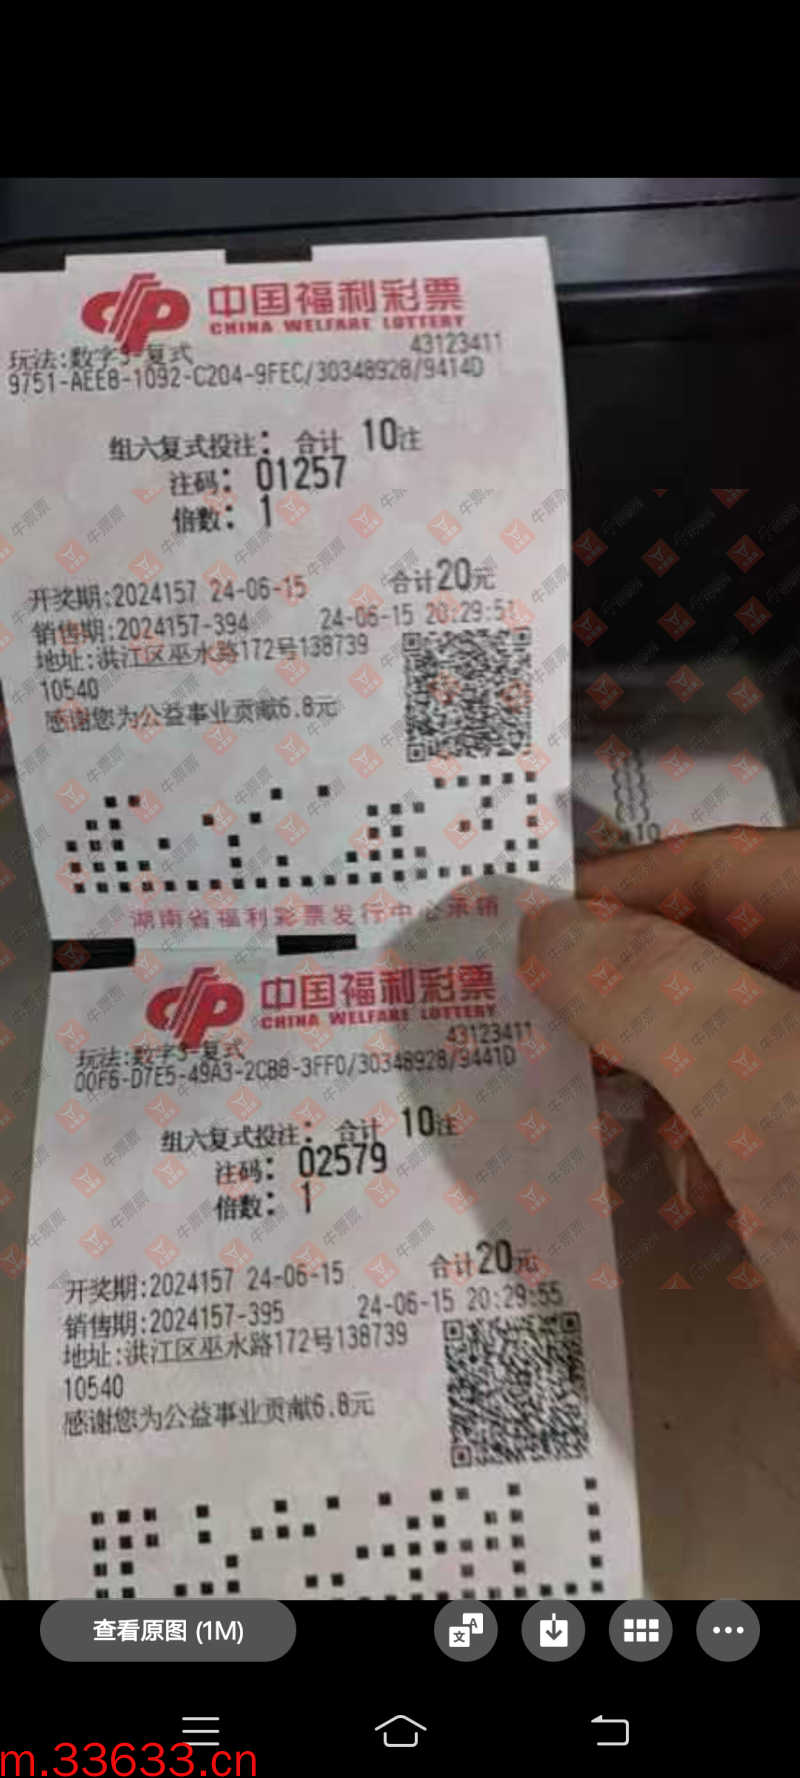 中国福利彩票
CHINA WELFARE LOTTERY
43123411
玩法:数字3-复式
9751-AEE8-1092-C204-9FEC/30348928/9414D
组六复式投注: 合计 10注
注码: 01257
倍数: 1
开奖期:2024157 24-06-15 合计20元
销售期:2024157-394 24-06-15 20:29:51
地址:洪江区巫水路172号138739
10540
感谢您为公益事业贡献6.8元
湖南省福利彩票发行中心承销
中国福利彩票
CHINA WELFARE LOTTERY
43123411
玩法:数字3-复式
00F6-D7E5-49A3-2CB8-3FF0/30348928/9441D
组六复式投注: 合计 10注
注码: 02579
倍数: 1
开奖期:2024157 24-06-15 合计20元
销售期:2024157-395 24-06-15 20:29:55
地址:洪江区巫水路172号138739
10540
感谢您为公益事业贡献6.8元
牛票票
查看原图 (1M)
m.33633.cn